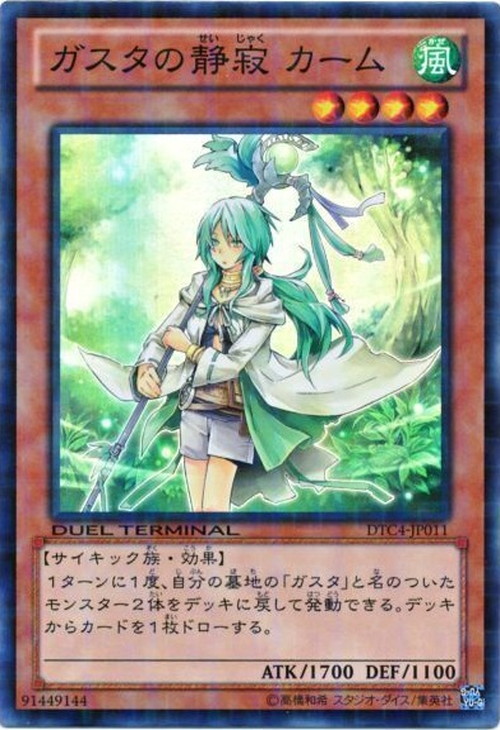 ガスタの静寂 カーム
風
DUEL TERMINAL
DTC4-JP011
【サイキック族・効果】
１ターンに１度、自分の墓地の「ガスタ」と名のついた
モンスター２体をデッキに戻して発動できる。デッキ
からカードを１枚ドローする。
ATK/1700 DEF/1100
91449144
©高橋和希 スタジオ・ダイス/集英社